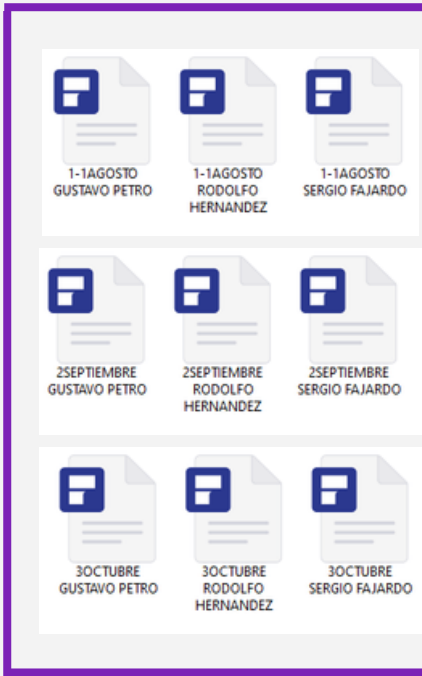 1-1AGOSTO
GUSTAVO PETRO
1-1AGOSTO
RODOLFO
HERNANDEZ
1-1AGOSTO
SERGIO FAJARDO
2SEPTIEMBRE
GUSTAVO PETRO
2SEPTIEMBRE
RODOLFO
HERNANDEZ
2SEPTIEMBRE
SERGIO FAJARDO
3OCTUBRE
GUSTAVO PETRO
3OCTUBRE
RODOLFO
HERNANDEZ
3OCTUBRE
SERGIO FAJARDO